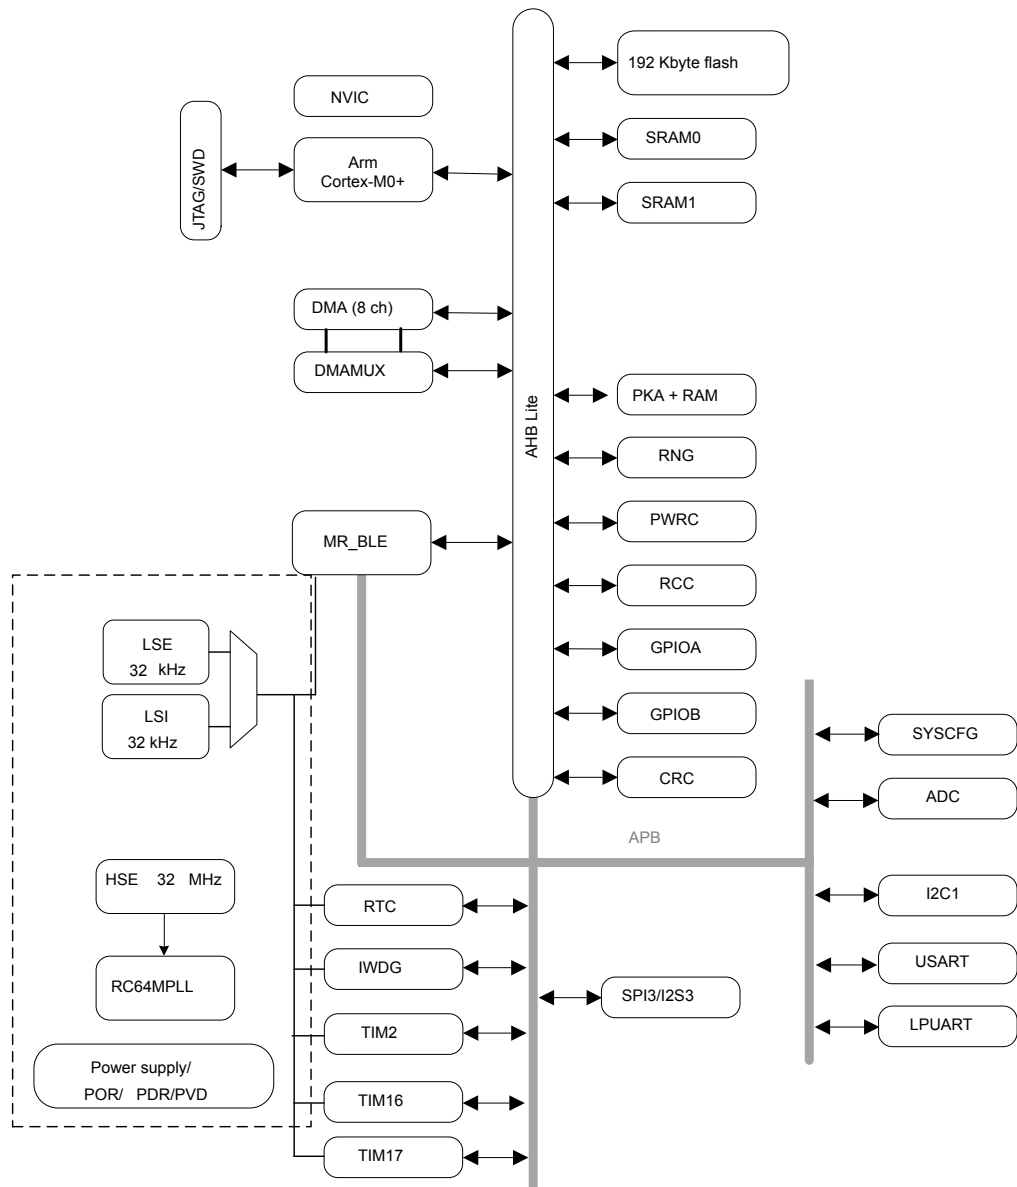 192 Kbyte flash
NVIC
JTAG/SWD
Arm
Cortex-M0+
SRAM0
SRAM1
DMA (8 ch)
DMAMUX
AHB Lite
PKA + RAM
RNG
MR_BLE
PWRC
RCC
LSE
32 kHz
GPIOA
LSI
32 kHz
GPIOB
SYSCFG
CRC
ADC
APB
HSE 32 MHz
RTC
I2C1
IWDG
USART
RC64MPLL
SPI3/I2S3
TIM2
LPUART
Power supply/
POR/ PDR/PVD
TIM16
TIM17